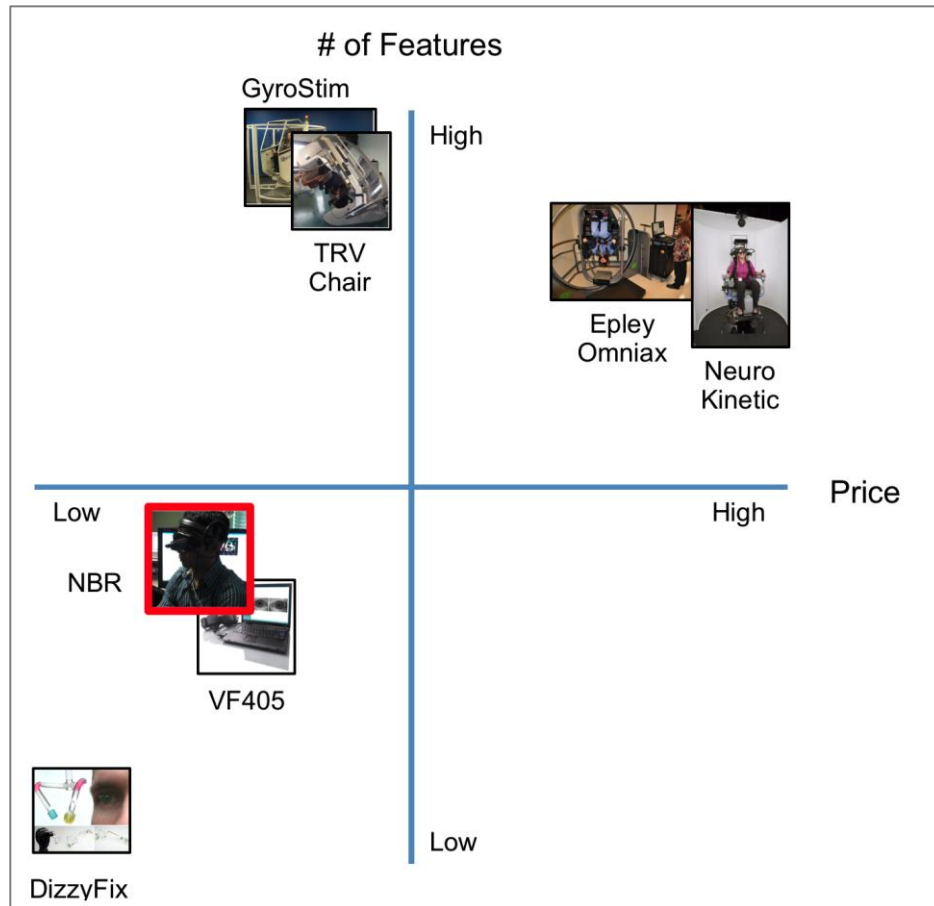 # of Features
GyroStim
High
TRV
Chair
Epley
Omniax
Neuro
Kinetic
Low
High
Price
NBR
VF405
Low
DizzyFix